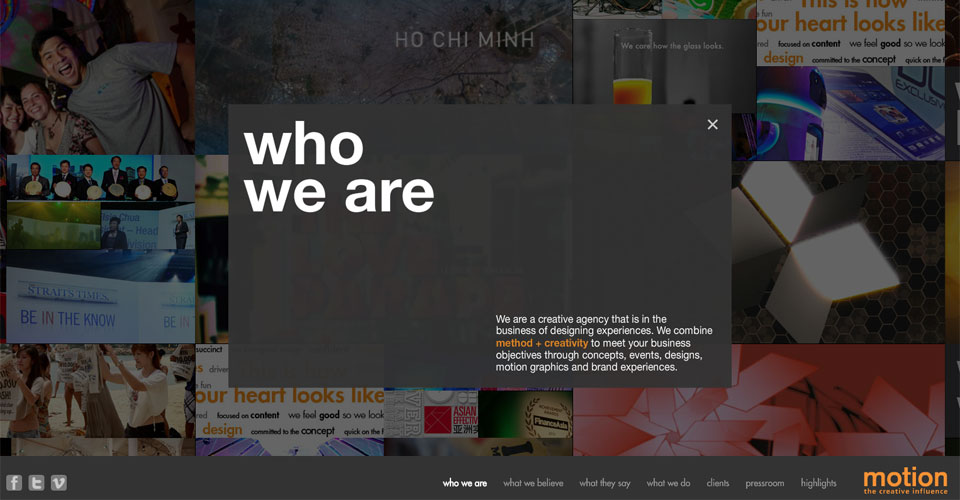 HO CHI MINH
We care how the glass looks.
This is how
our heart looks like
focused on content we feel good so we look
design committed to the concept quick on the f
EXCLUSIVE
who
we are
×
STRAITS TIMES
BE IN THE KNOW
We are a creative agency that is in the
business of designing experiences. We combine
method + creativity to meet your business
objectives through concepts, events, designs,
motion graphics and brand experiences.
succinct
our heart looks like
focused on content we feel good so we look
design committed to the concept quick on the f
ASIAN
EFFECTIV
FinanceAsia
who we are what we believe what they say what we do clients pressroom highlights
motion
the creative influence